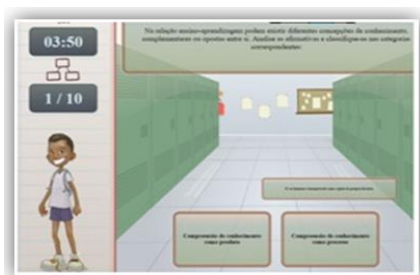 03:50
1 / 10
Na relação ensino-aprendizagem podem existir diferentes concepções de conhecimento,
complementares ou opostas entre si. Analise as afirmativas e classifique-as nas categorias
correspondentes:
Compreensão do conhecimento
como produto
Compreensão do conhecimento
como processo